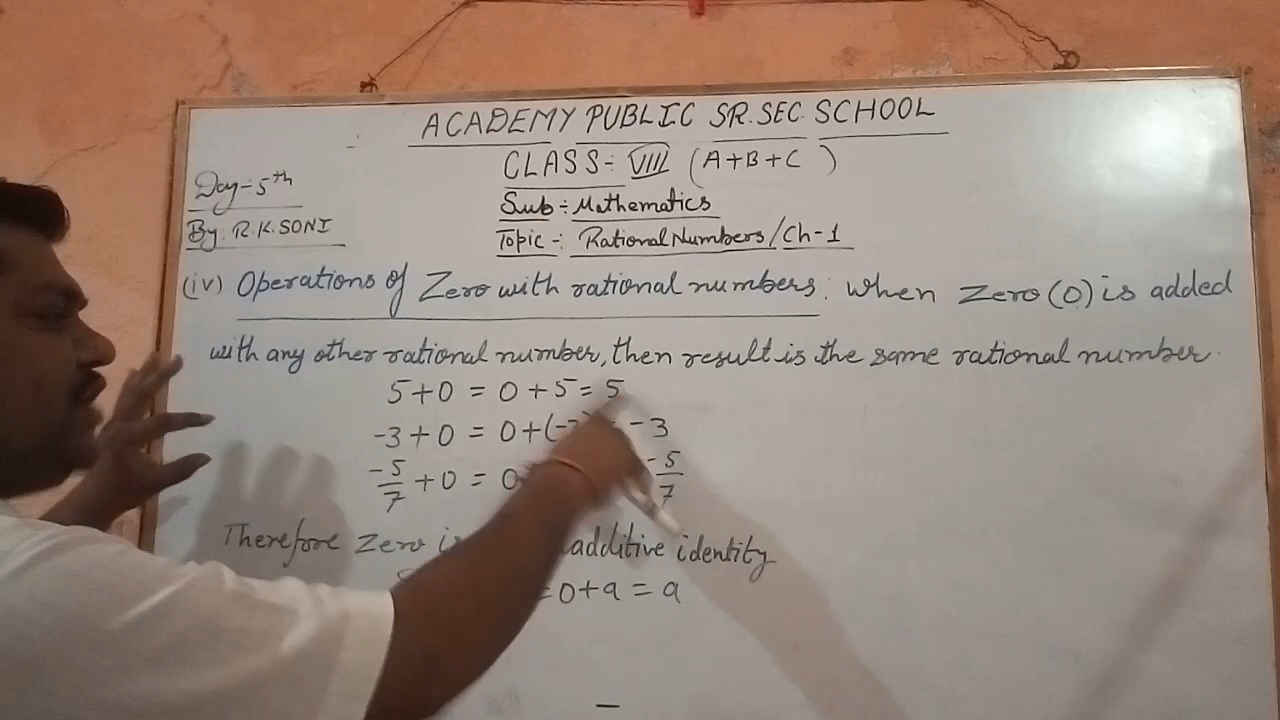 ACADEMY PUBLIC SR. SEC. SCHOOL
CLASS:- VIII (A+B+C )
Day:-5th
Sub:-Mathematics
By: R.K.SONI
Topic -: Rational Numbers/Ch-1
(iv) Operations of Zero with rational numbers: When Zero (0) is added
with any other rational number, then result is the same rational number.
5+0 = 0+5 = 5
-3+0 = 0+(-3 -3
-5/7 +0 = 0 -5/7
Therefore Zero additive identity
=0+a = a